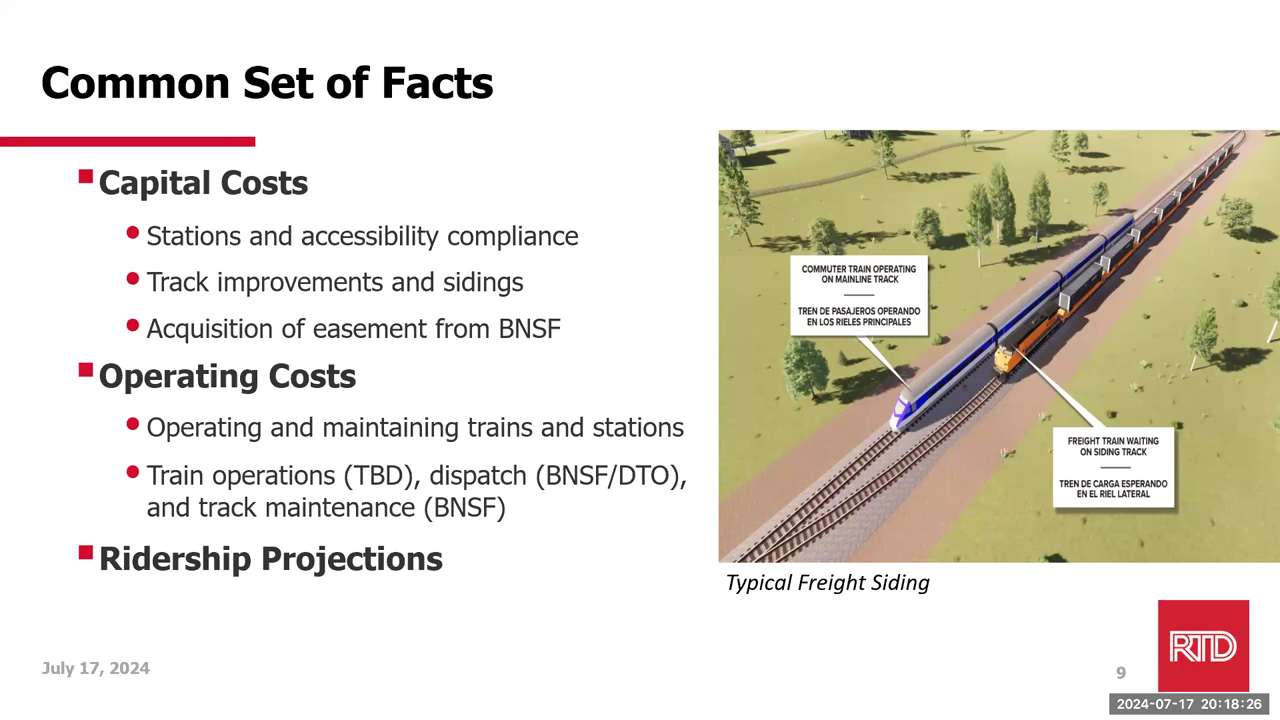 Common Set of Facts
Capital Costs
Stations and accessibility compliance
Track improvements and sidings
Acquisition of easement from BNSF
Operating Costs
Operating and maintaining trains and stations
Train operations (TBD), dispatch (BNSF/DTO),
and track maintenance (BNSF)
Ridership Projections
COMMUTER TRAIN OPERATING
ON MAINLINE TRACK
TREN DE PASAJEROS OPERANDO
EN LOS RIELES PRINCIPALES
FREIGHT TRAIN WAITING
ON SIDING TRACK
TREN DE CARGA ESPERANDO
EN EL RIEL LATERAL
Typical Freight Siding
July 17, 2024
9
RTD
2024-07-17 20:18:26